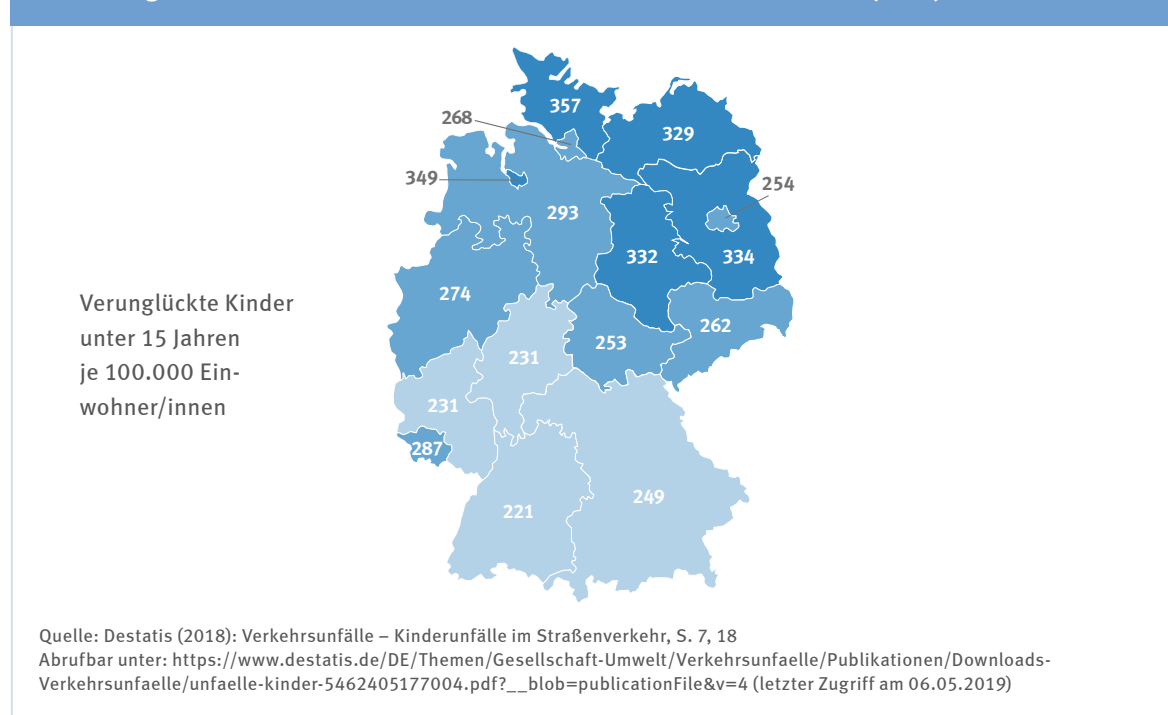 357
268
329
349
254
293
332
334
274
262
Verunglückte Kinder
unter 15 Jahren
je 100.000 Ein-
wohner/innen
253
231
231
287
249
221
Quelle: Destatis (2018): Verkehrsunfälle – Kinderunfälle im Straßenverkehr, S. 7, 18
Abrufbar unter: https://www.destatis.de/DE/Themen/Gesellschaft-Umwelt/Verkehrsunfaelle/Publikationen/Downloads-
Verkehrsunfaelle/unfaelle-kinder-5462405177004.pdf?__blob=publicationFile&v=4 (letzter Zugriff am 06.05.2019)